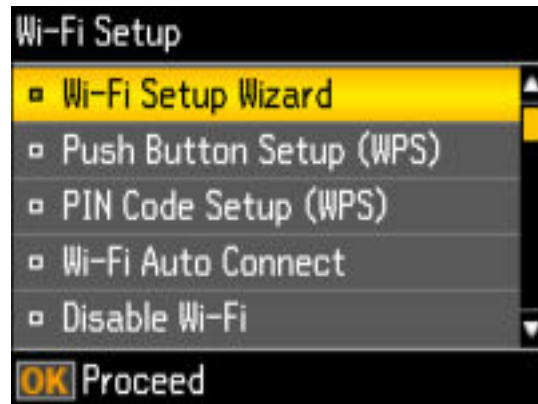 Wi-Fi Setup
Wi-Fi Setup Wizard
Push Button Setup (WPS)
PIN Code Setup (WPS)
Wi-Fi Auto Connect
Disable Wi-Fi
OK Proceed